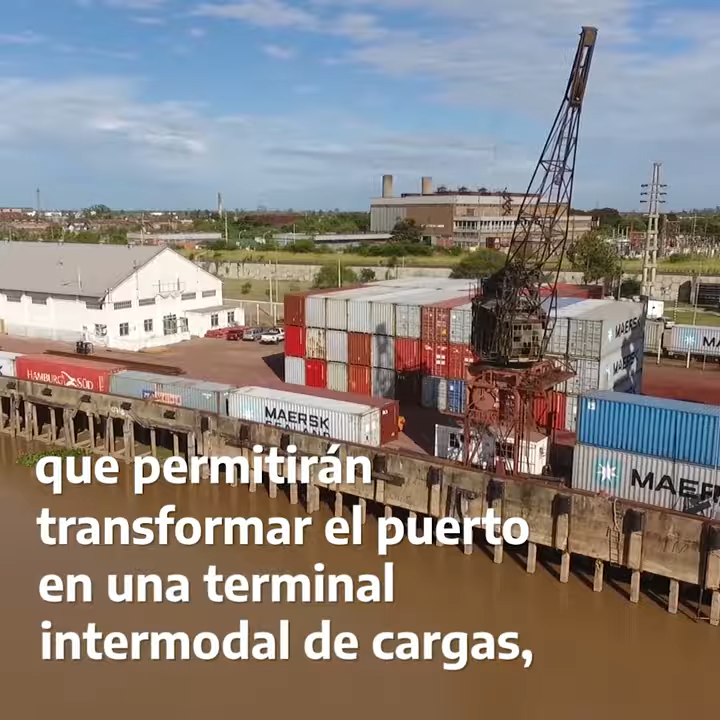 MAERSK
MAERSK
HAMBURG SÜD
MAERSK
MAERSK
que permitirán
transformar el puerto
en una terminal
intermodal de cargas,